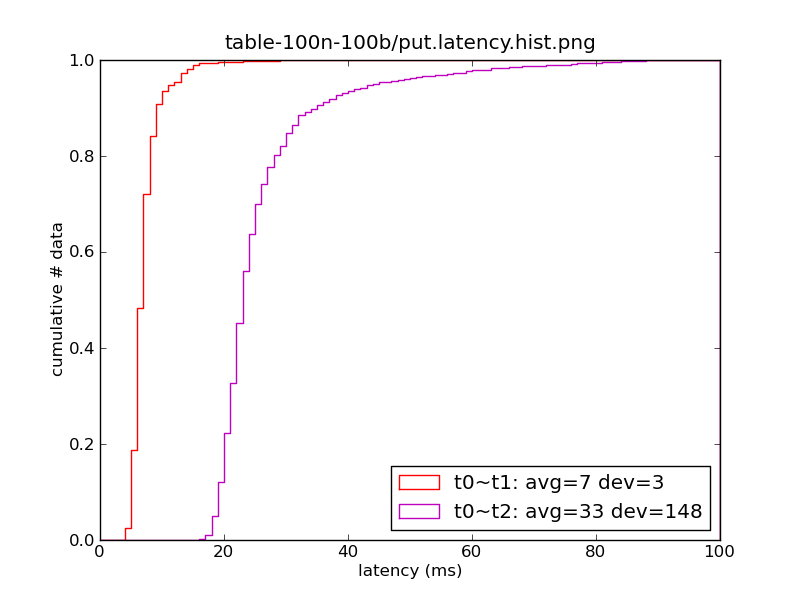 table-100n-100b/put.latency.hist.png
1.0
0.8
0.6
0.4
0.2
0.0
cumulative # data
t0~t1: avg=7 dev=3
t0~t2: avg=33 dev=148
0 20 40 60 80 100
latency (ms)